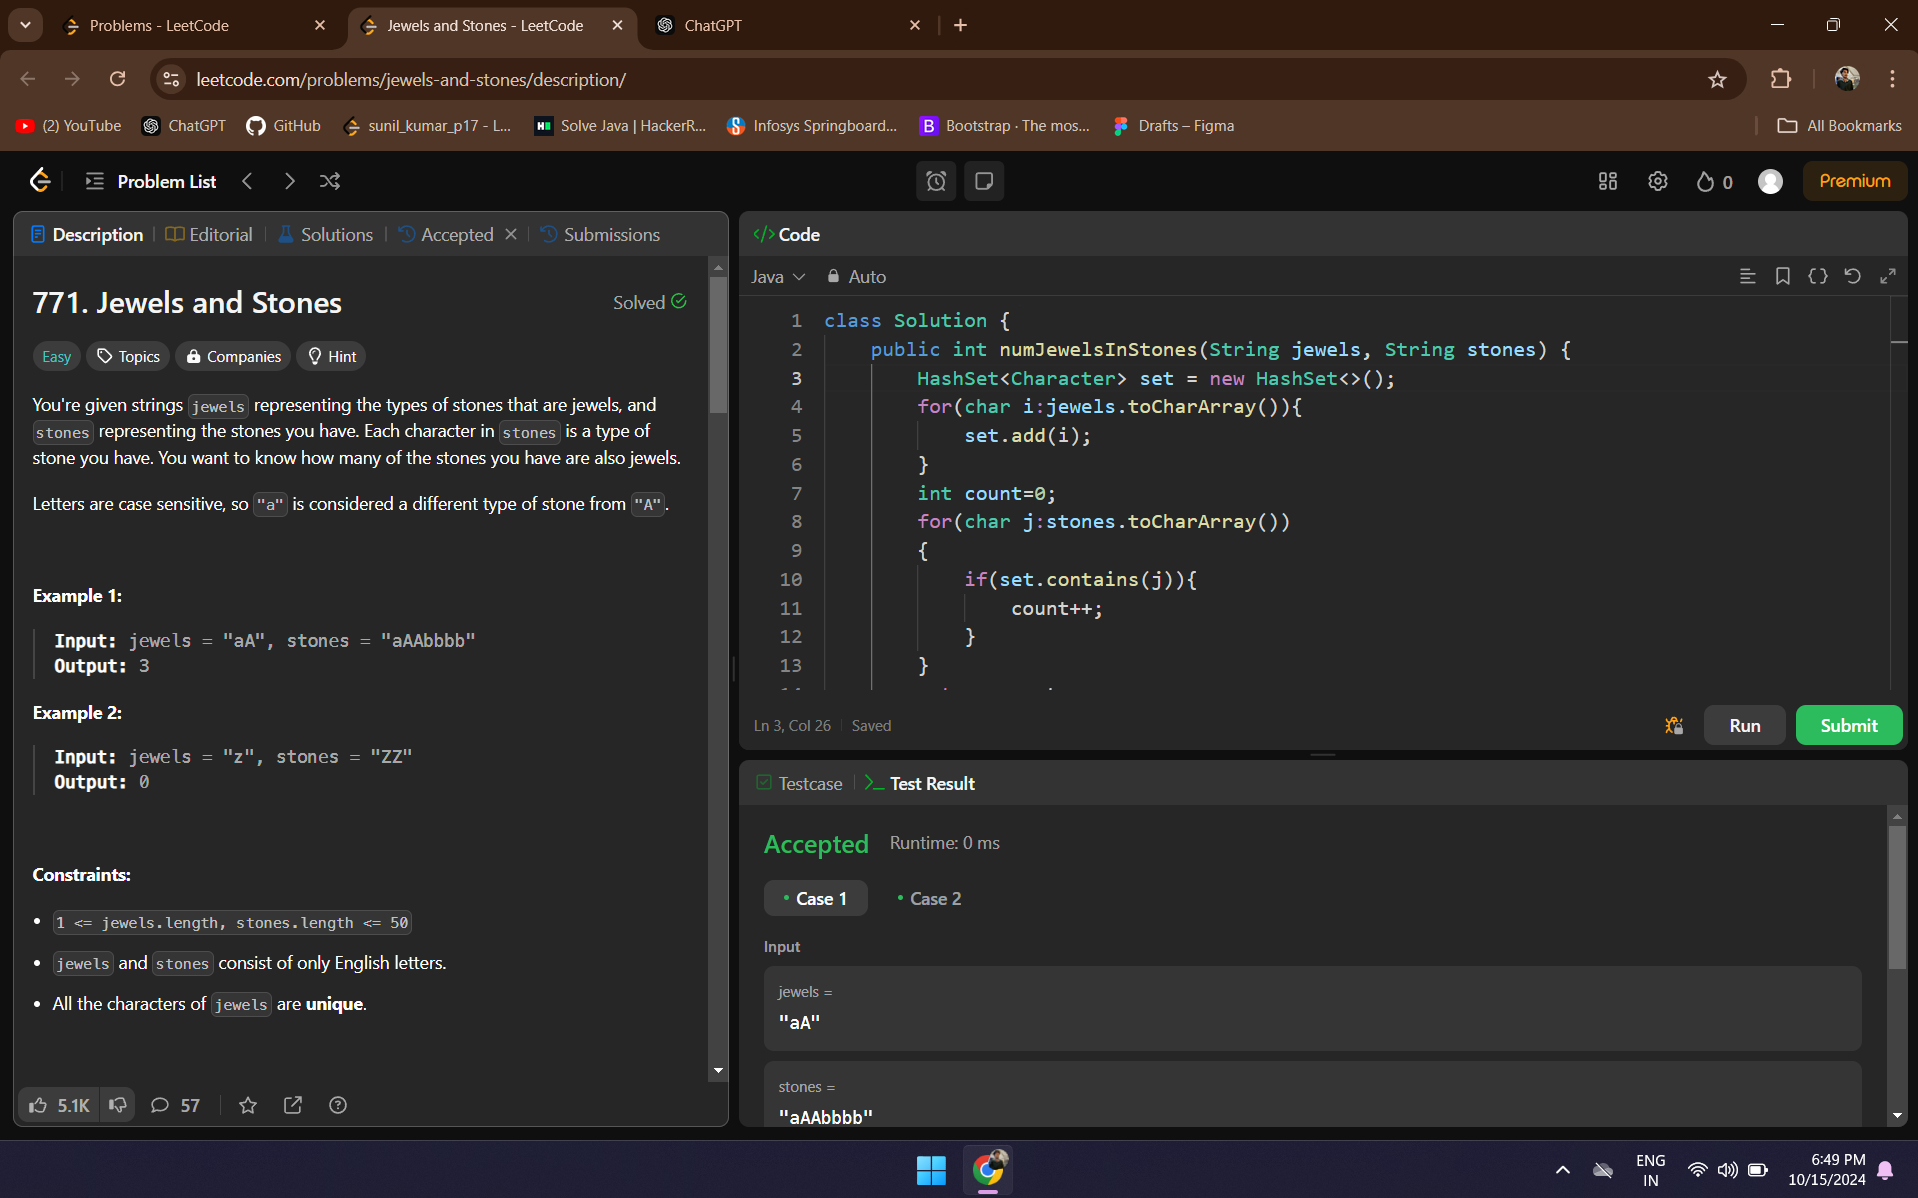 Problems - LeetCode
Jewels and Stones - LeetCode
ChatGPT
leetcode.com/problems/jewels-and-stones/description/
(2) YouTube
ChatGPT
GitHub
sunil_kumar_p17 - L...
Solve Java | HackerR...
Infosys Springboard...
Bootstrap · The mos...
Drafts – Figma
All Bookmarks
Problem List
0
Premium
Description
Editorial
Solutions
Accepted
Submissions
771. Jewels and Stones
Solved
Easy
Topics
Companies
Hint
You're given strings jewels representing the types of stones that are jewels, and
stones representing the stones you have. Each character in stones is a type of
stone you have. You want to know how many of the stones you have are also jewels.
Letters are case sensitive, so "a" is considered a different type of stone from "A".
Example 1:
Input: jewels = "aA", stones = "aAAbbbb"
Output: 3
Example 2:
Input: jewels = "z", stones = "ZZ"
Output: 0
Constraints:
• 1 <= jewels.length, stones.length <= 50
• jewels and stones consist of only English letters.
• All the characters of jewels are unique.
5.1K
57
Code
Java
Auto
1 class Solution {
2 public int numJewelsInStones(String jewels, String stones) {
3 HashSet<Character> set = new HashSet<>();
4 for(char i:jewels.toCharArray()){
5 set.add(i);
6 }
7 int count=0;
8 for(char j:stones.toCharArray())
9 {
10 if(set.contains(j)){
11 count++;
12 }
13 }
Ln 3, Col 26
Saved
Run
Submit
Testcase
Test Result
Accepted
Runtime: 0 ms
• Case 1
• Case 2
Input
jewels =
"aA"
stones =
"aAAbbbb"
ENG
IN
6:49 PM
10/15/2024